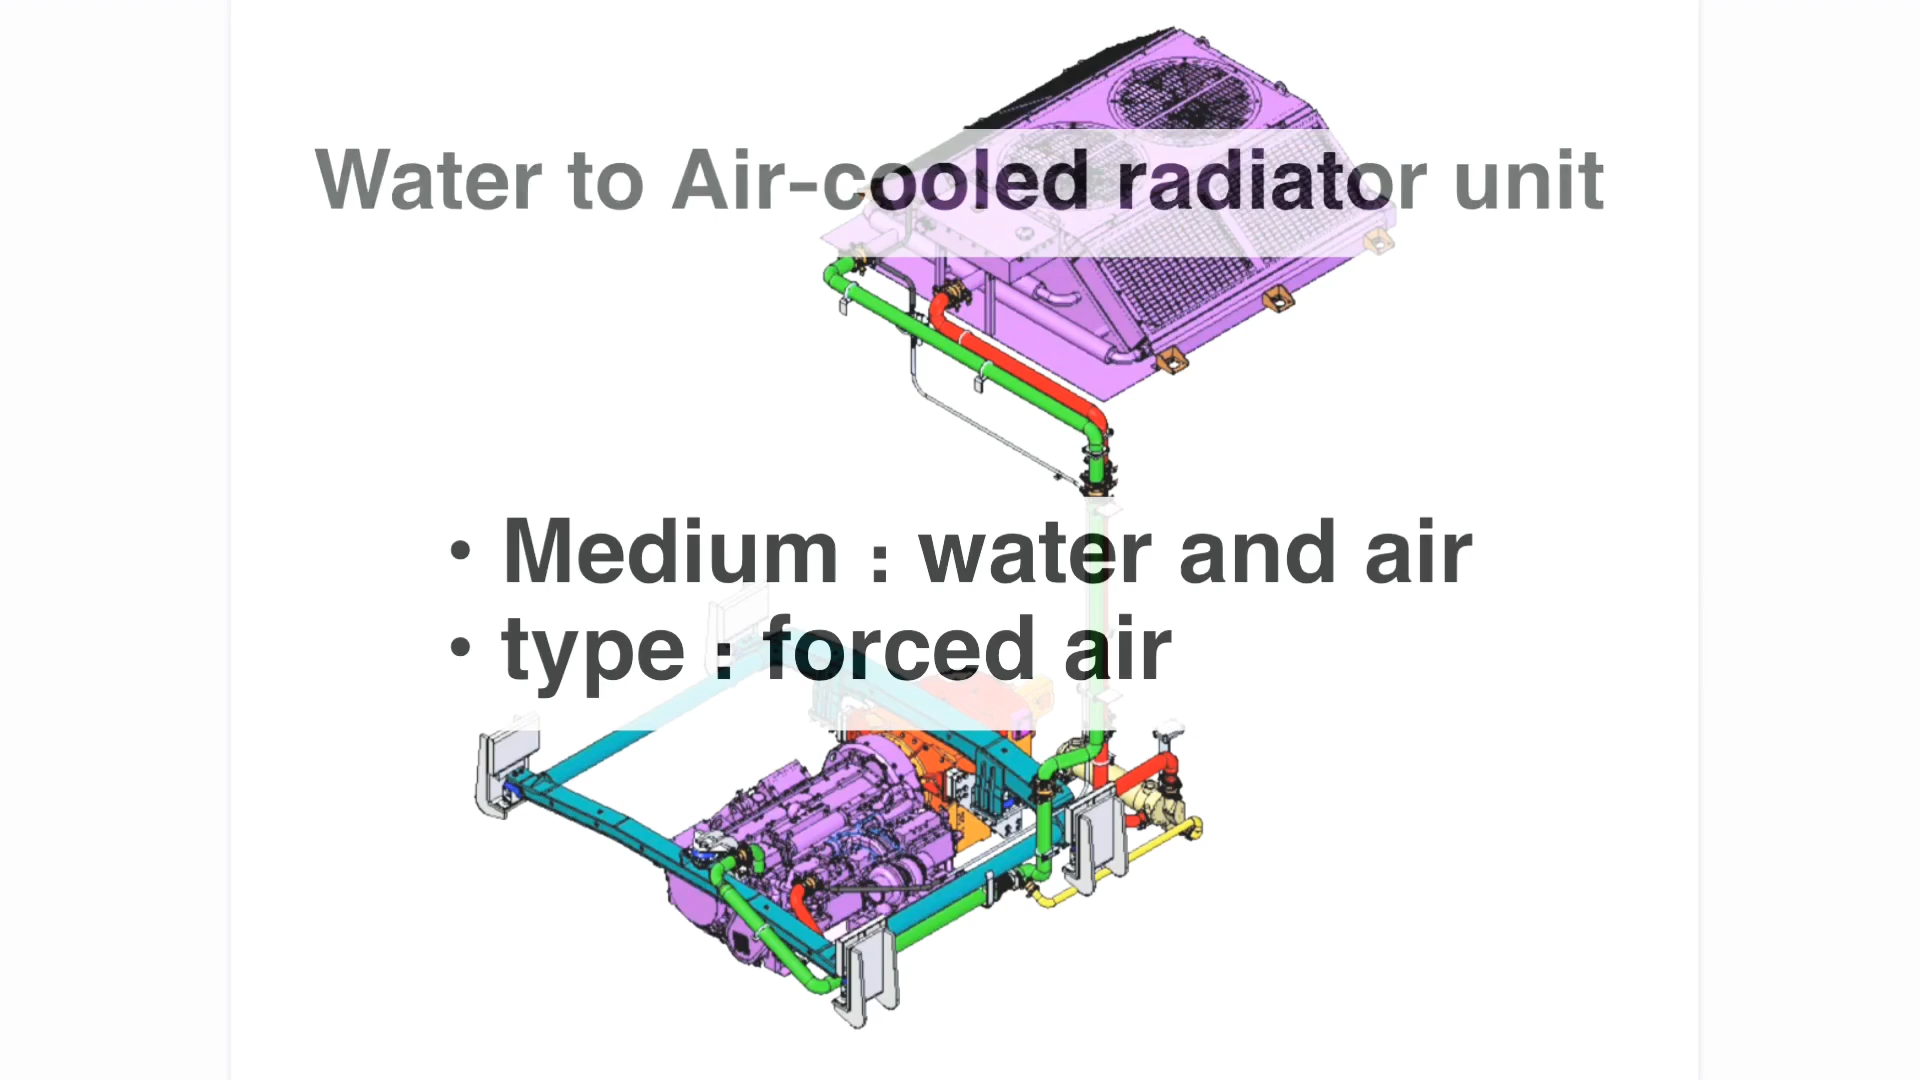 Water to Air-cooled radiator unit
• Medium : water and air
• type : forced air